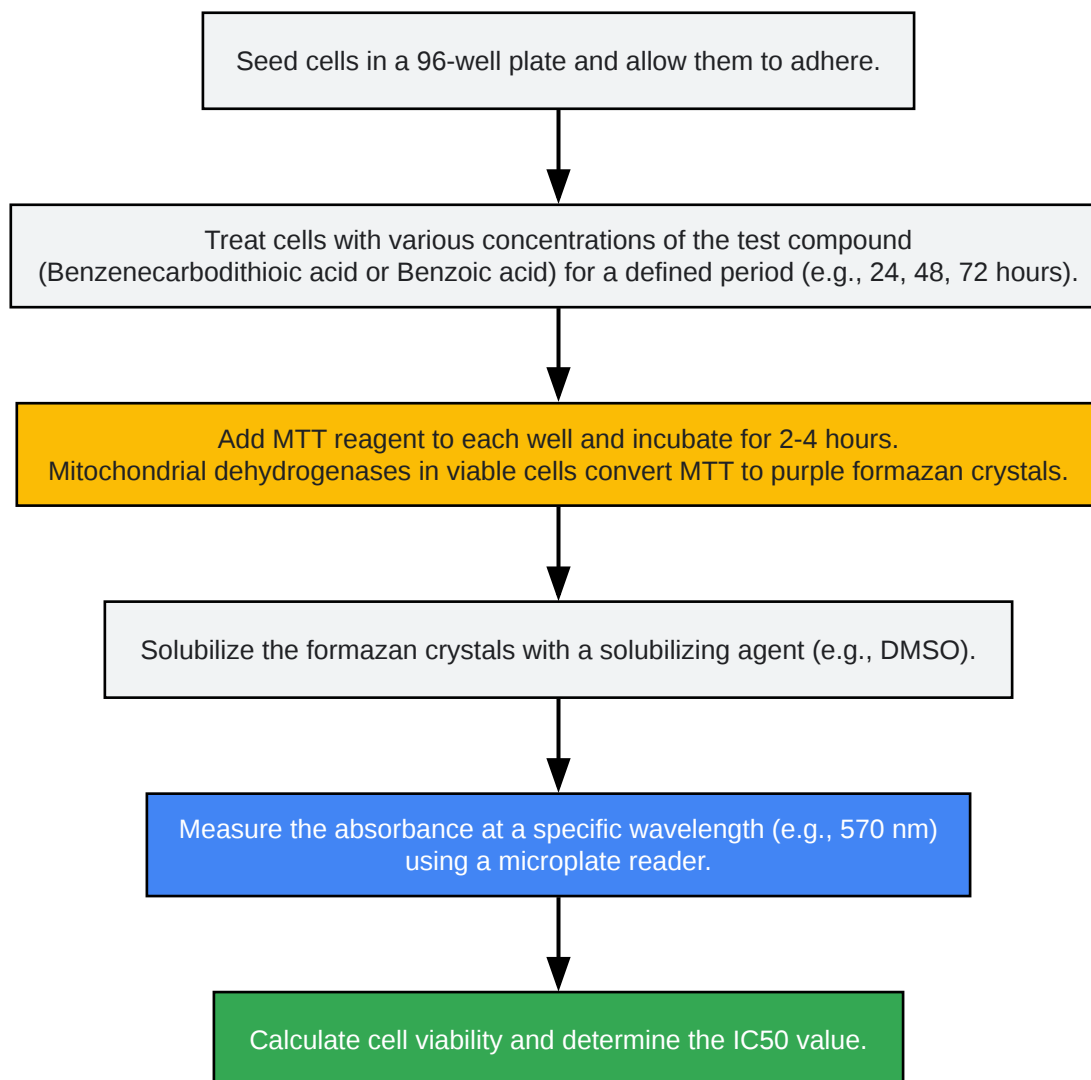 Seed cells in a 96-well plate and allow them to adhere.
Treat cells with various concentrations of the test compound
(Benzenecarbodithioic acid or Benzoic acid) for a defined period (e.g., 24, 48, 72 hours).
Add MTT reagent to each well and incubate for 2-4 hours.
Mitochondrial dehydrogenases in viable cells convert MTT to purple formazan crystals.
Solubilize the formazan crystals with a solubilizing agent (e.g., DMSO).
Measure the absorbance at a specific wavelength (e.g., 570 nm)
using a microplate reader.
Calculate cell viability and determine the IC50 value.